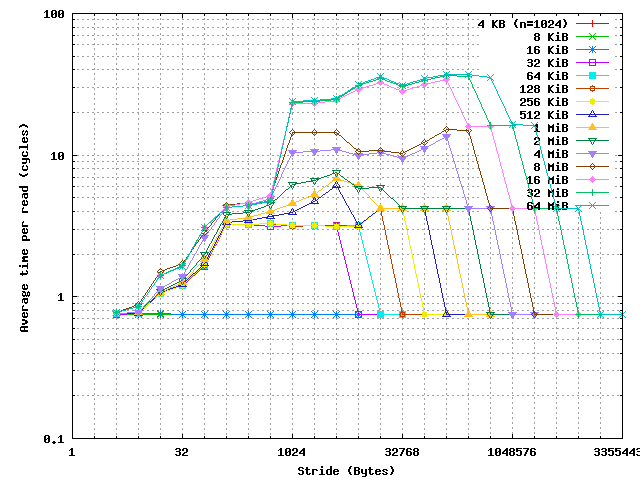 100
10
1
0.1
Average time per read (cycles)
4 KB (n=1024)
8 KiB
16 KiB
32 KiB
64 KiB
128 KiB
256 KiB
512 KiB
1 MiB
2 MiB
4 MiB
8 MiB
16 MiB
32 MiB
64 MiB
1 32 1024 32768 1048576 3355443
Stride (Bytes)